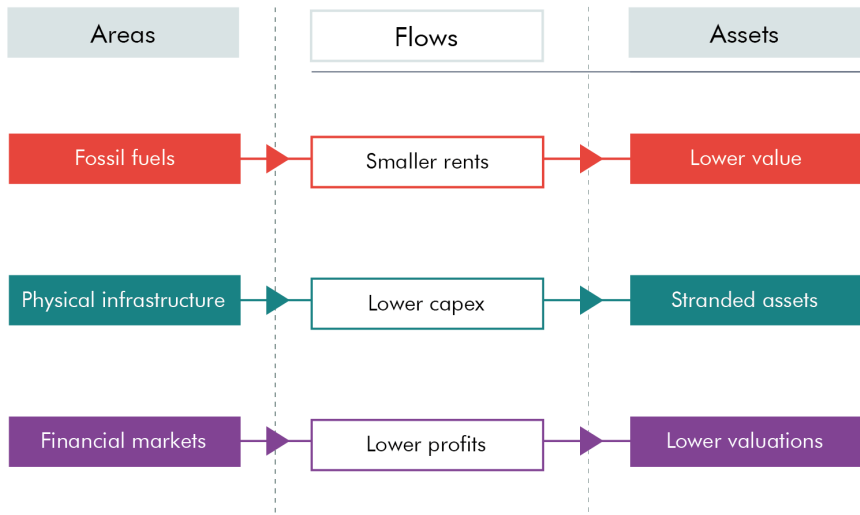 Areas
Flows
Assets
Fossil fuels
Smaller rents
Lower value
Physical infrastructure
Lower capex
Stranded assets
Financial markets
Lower profits
Lower valuations